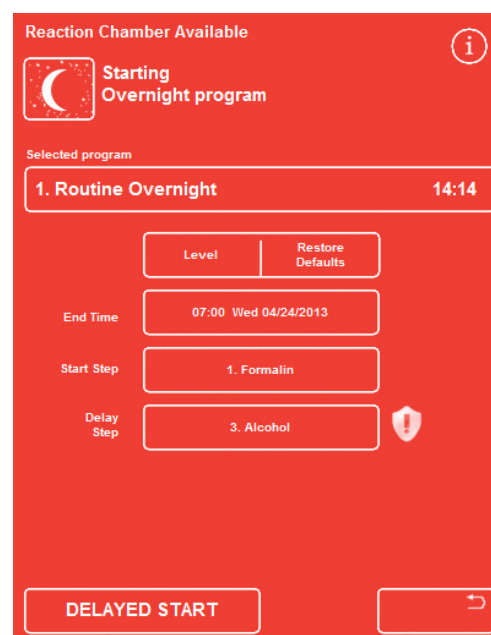 Reaction Chamber Available
i
Starting
Overnight program
Selected program
1. Routine Overnight 14:14
Level
Restore
Defaults
End Time
07:00 Wed 04/24/2013
Start Step
1. Formalin
Delay
Step
3. Alcohol
!
DELAYED START